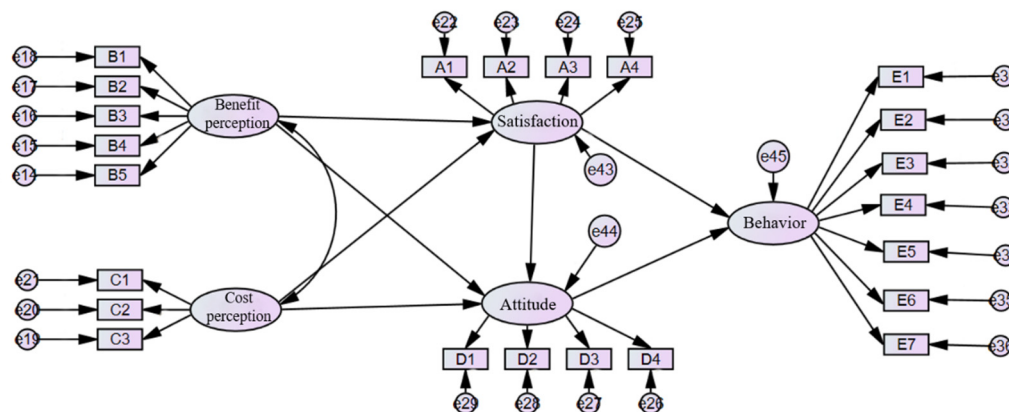 e22
e23
e24
e25
A1
A2
A3
A4
e18
B1
e17
B2
e16
B3
e15
B4
e14
B5
Benefit
perception
Satisfaction
e43
e45
Behavior
E1
E2
E3
E4
E5
E6
e35
E7
e36
e44
e21
C1
e20
C2
e19
C3
Cost
perception
Attitude
D1
D2
D3
D4
e29
e28
e27
e26